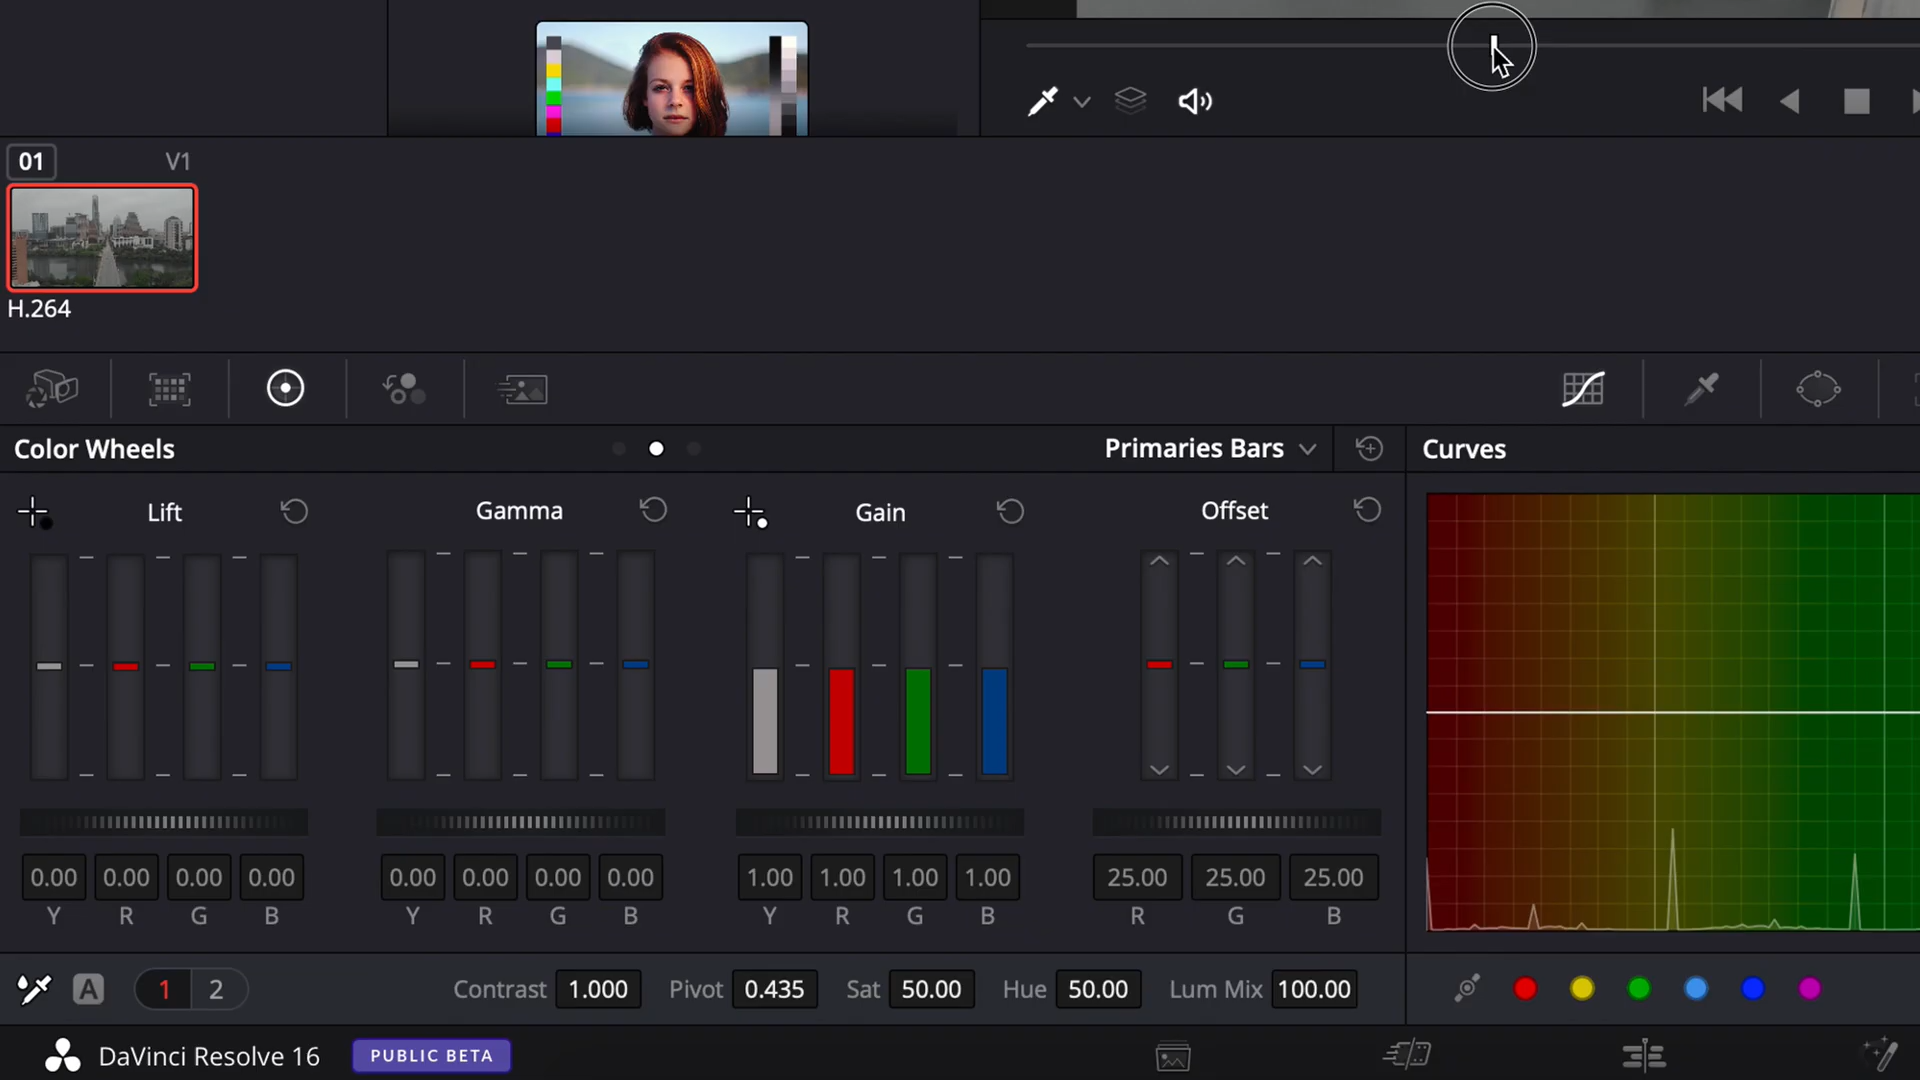 01 V1
H.264
Color Wheels Primaries Bars Curves
Lift Gamma Gain Offset
0.00 0.00 0.00 0.00 0.00 0.00 0.00 0.00 1.00 1.00 1.00 1.00 25.00 25.00 25.00
Y R G B Y R G B Y R G B R G B
A 1 2 Contrast 1.000 Pivot 0.435 Sat 50.00 Hue 50.00 Lum Mix 100.00
DaVinci Resolve 16 PUBLIC BETA